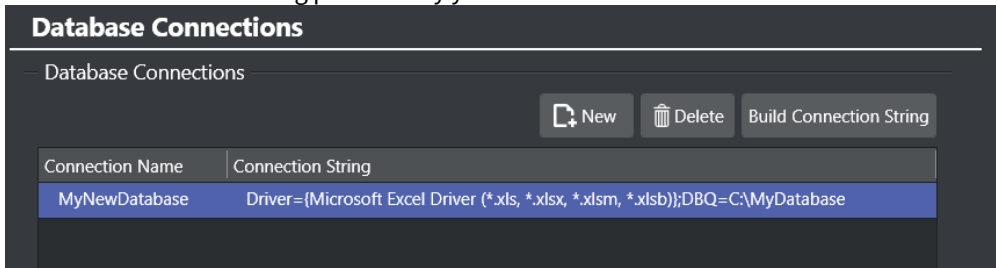 Database Connections
Database Connections
New Delete Build Connection String
Connection Name Connection String
MyNewDatabase Driver={Microsoft Excel Driver (*.xls, *.xlsx, *.xlsm, *.xlsb)};DBQ=C:\MyDatabase